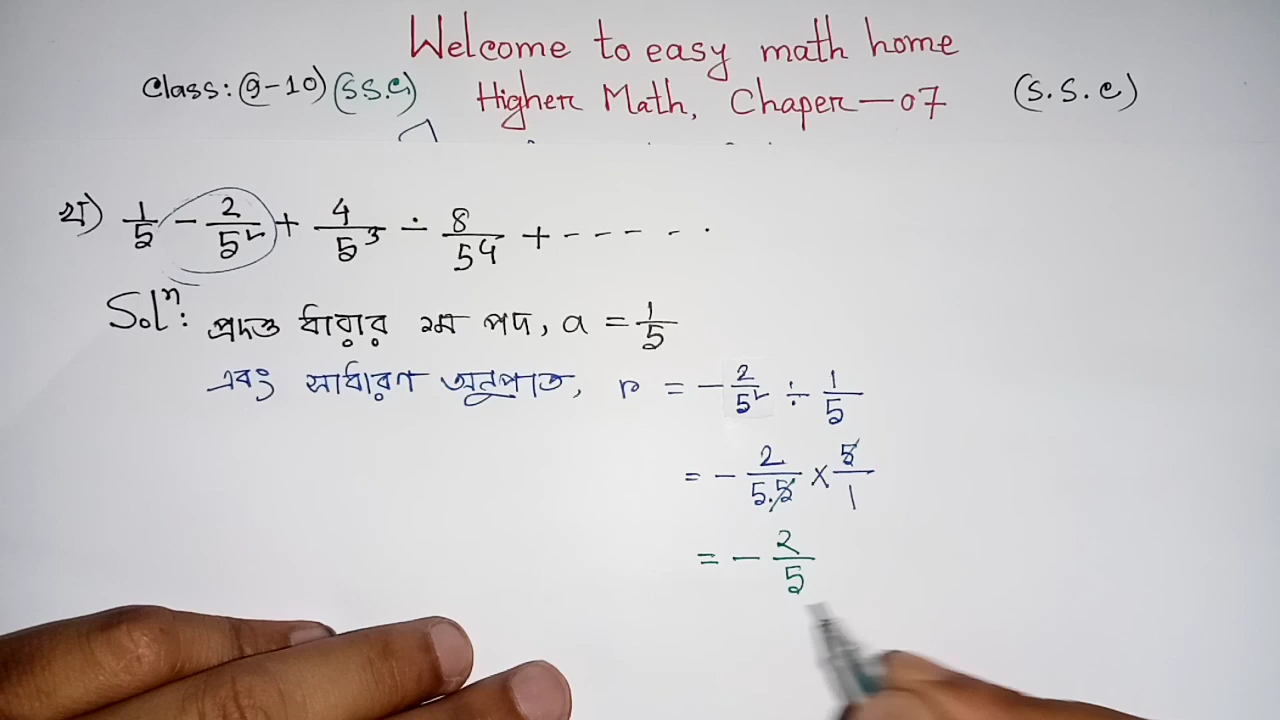 Welcome to easy math home
Class: (9-10) (S.S.C) Higher Math, Chaper-07 (S.S.C)
খ) 1/5 - 2/5² + 4/5³ - 8/5⁴ + ------.
Solⁿ: প্রদত্ত ধারার ১ম পদ, a = 1/5
এবং সাধারণ অনুপাত, r = - 2/5² ÷ 1/5
= - 2/5.5 × 5/1
= - 2/5